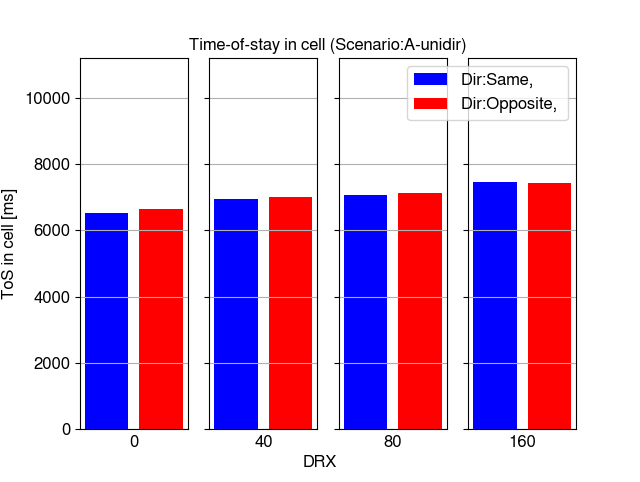 Time-of-stay in cell (Scenario:A-unidir)
Dir:Same,
Dir:Opposite,
10000
8000
6000
4000
2000
0
ToS in cell [ms]
0 40 80 160
DRX